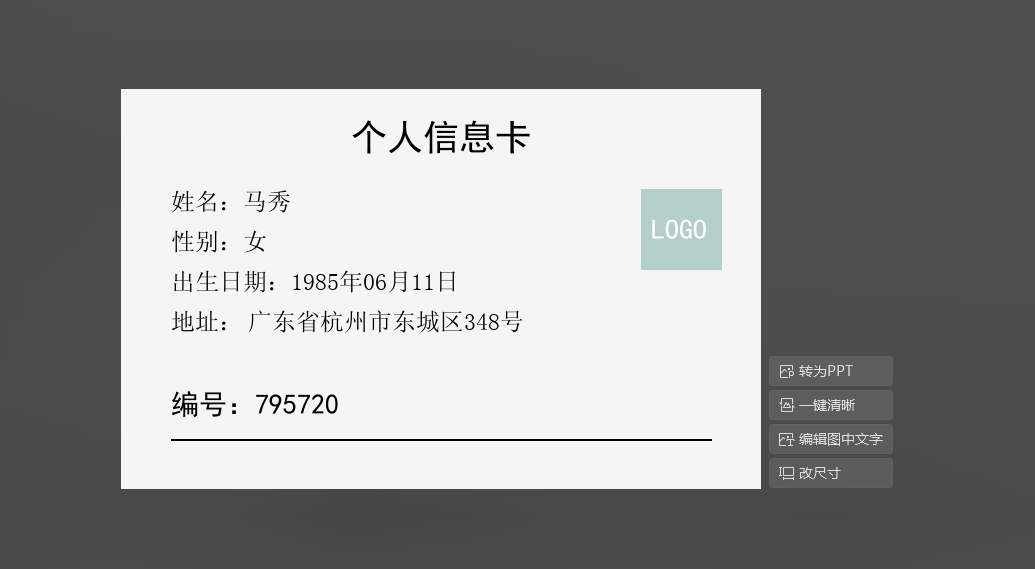 个人信息卡
姓名：马秀
LOGO
性别：女
出生日期：1985年06月11日
地址： 广东省杭州市东城区348号
编号：795720
转为PPT
一键清晰
编辑图中文字
改尺寸